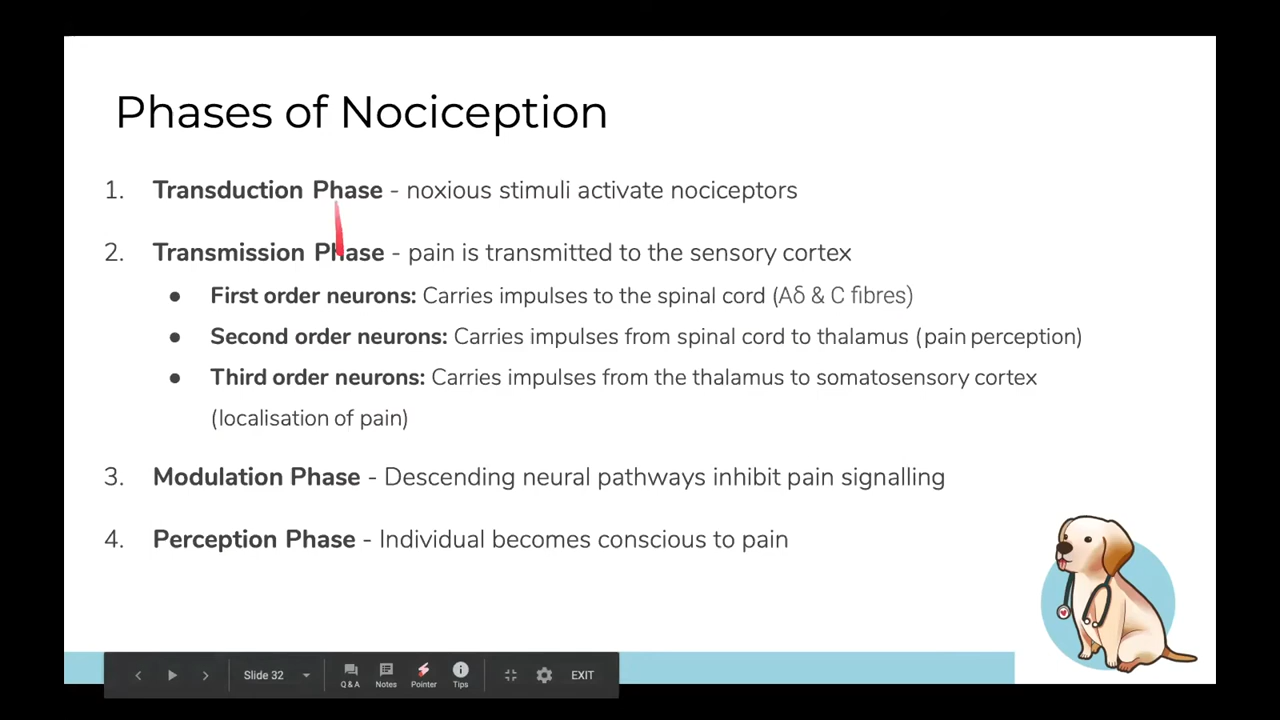 Phases of Nociception
1. Transduction Phase - noxious stimuli activate nociceptors
2. Transmission Phase - pain is transmitted to the sensory cortex
● First order neurons: Carries impulses to the spinal cord (Aδ & C fibres)
● Second order neurons: Carries impulses from spinal cord to thalamus (pain perception)
● Third order neurons: Carries impulses from the thalamus to somatosensory cortex
(localisation of pain)
3. Modulation Phase - Descending neural pathways inhibit pain signalling
4. Perception Phase - Individual becomes conscious to pain
Slide 32
Q & A
Notes
Pointer
Tips
EXIT